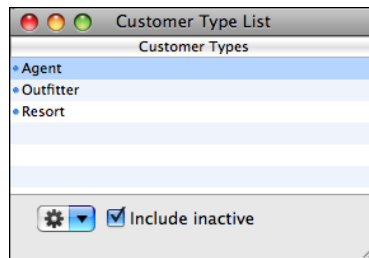 Customer Type List
Customer Types
Agent
Outfitter
Resort
Include inactive